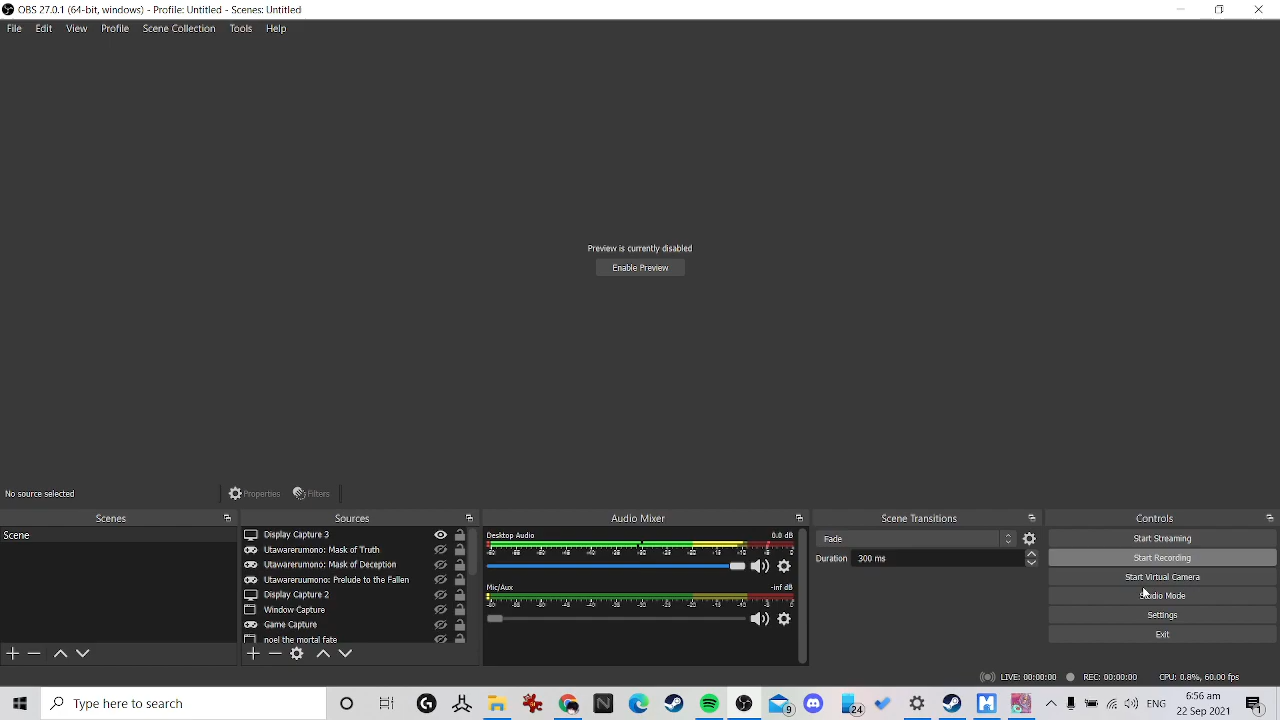 OBS 27.0.1 (64-bit, windows) - Profile: Untitled - Scenes: Untitled
File Edit View Profile Scene Collection Tools Help
Preview is currently disabled
Enable Preview
No source selected Properties Filters
Scenes
Scene
Sources
Display Capture 3
Utawarerumono: Mask of Truth
Utawarerumono: Mask of Deception
Utawarerumono: Prelude to the Fallen
Display Capture 2
Window Capture
Game Capture
noel the mortal fate
Audio Mixer
Desktop Audio 0.0 dB
Mic/Aux -inf dB
Scene Transitions
Fade
Duration 300 ms
Controls
Start Streaming
Start Recording
Start Virtual Camera
Studio Mode
Settings
Exit
LIVE: 00:00:00 REC: 00:00:00 CPU: 0.8%, 60.00 fps
Type here to search
9
24
ENG
6:56 am
22 Sep 2021
1